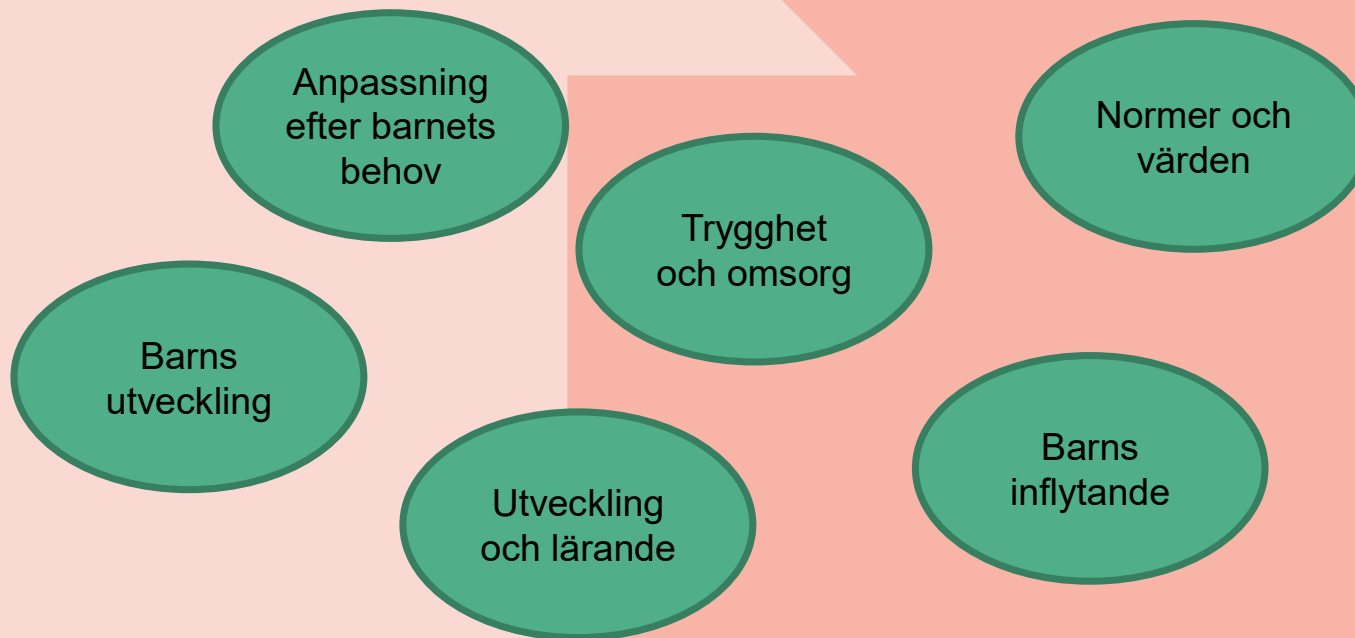 Anpassning
efter barnets
behov
Normer och
värden
Trygghet
och omsorg
Barns
utveckling
Barns
inflytande
Utveckling
och lärande